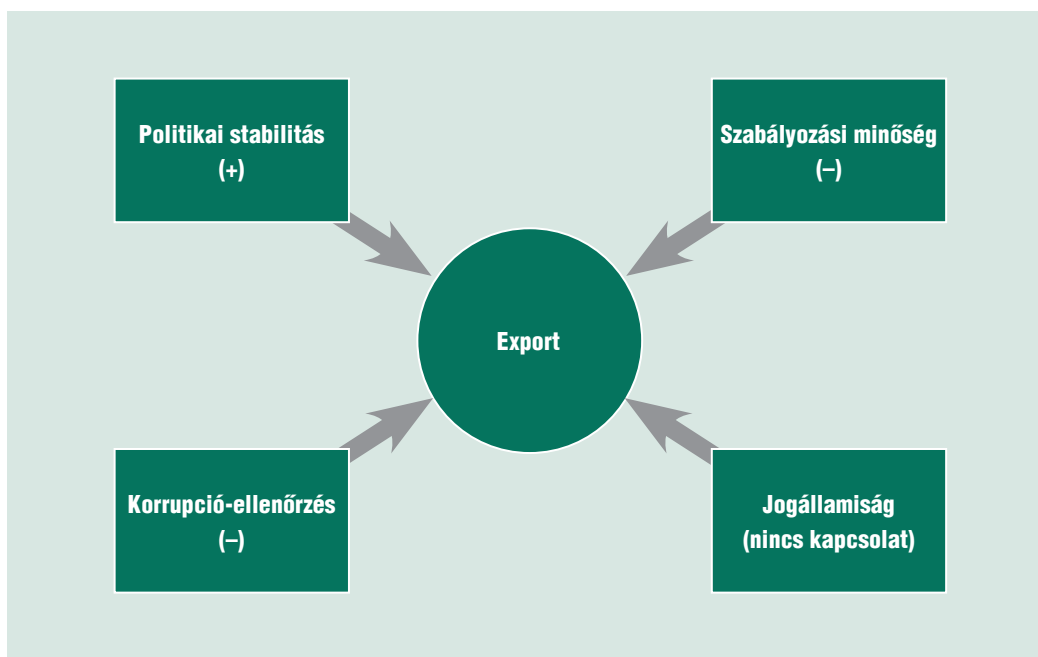 Politikai stabilitás
(+)
Szabályozási minőség
(–)
Export
Korrupció-ellenőrzés
(–)
Jogállamiság
(nincs kapcsolat)